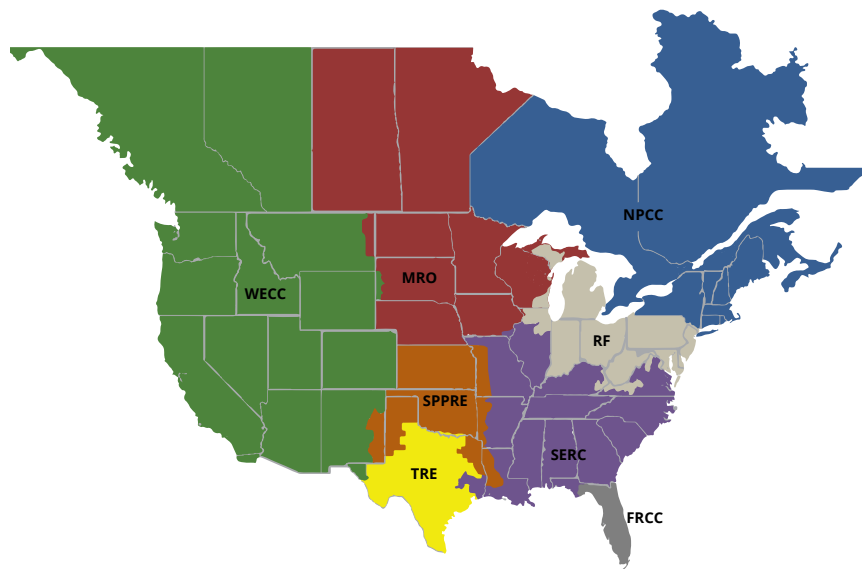 NPCC
MRO
WECC
RF
SPPRE
SERC
TRE
FRCC